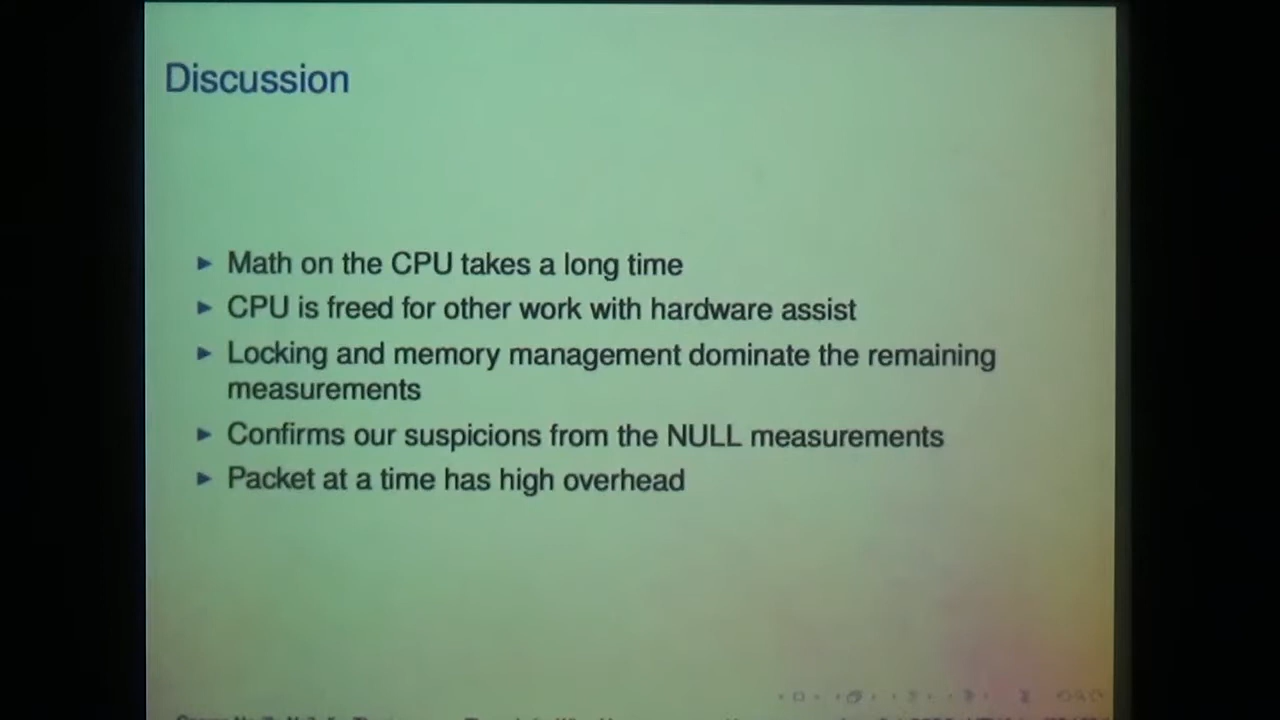 Discussion
Math on the CPU takes a long time
CPU is freed for other work with hardware assist
Locking and memory management dominate the remaining
measurements
Confirms our suspicions from the NULL measurements
Packet at a time has high overhead